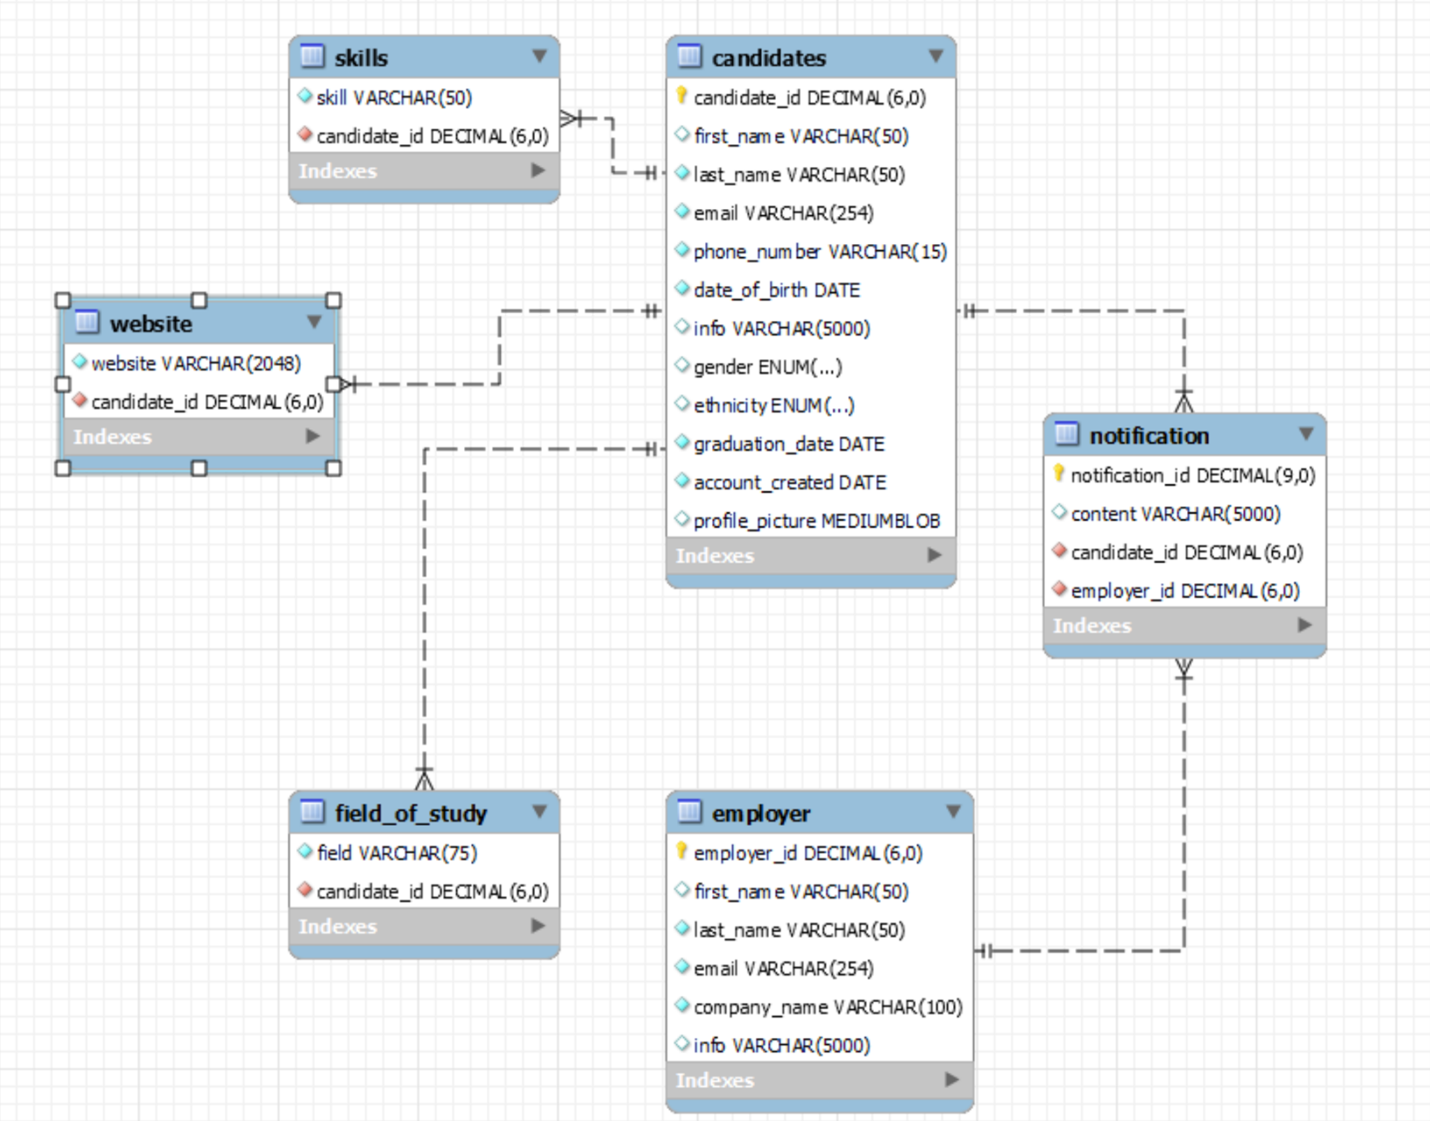 skills
skill VARCHAR(50)
candidate_id DECIMAL(6,0)
Indexes
candidates
candidate_id DECIMAL(6,0)
first_name VARCHAR(50)
last_name VARCHAR(50)
email VARCHAR(254)
phone_number VARCHAR(15)
date_of_birth DATE
info VARCHAR(5000)
gender ENUM(...)
ethnicity ENUM(...)
graduation_date DATE
account_created DATE
profile_picture MEDIUMBLOB
Indexes
website
website VARCHAR(2048)
candidate_id DECIMAL(6,0)
Indexes
notification
notification_id DECIMAL(9,0)
content VARCHAR(5000)
candidate_id DECIMAL(6,0)
employer_id DECIMAL(6,0)
Indexes
field_of_study
field VARCHAR(75)
candidate_id DECIMAL(6,0)
Indexes
employer
employer_id DECIMAL(6,0)
first_name VARCHAR(50)
last_name VARCHAR(50)
email VARCHAR(254)
company_name VARCHAR(100)
info VARCHAR(5000)
Indexes